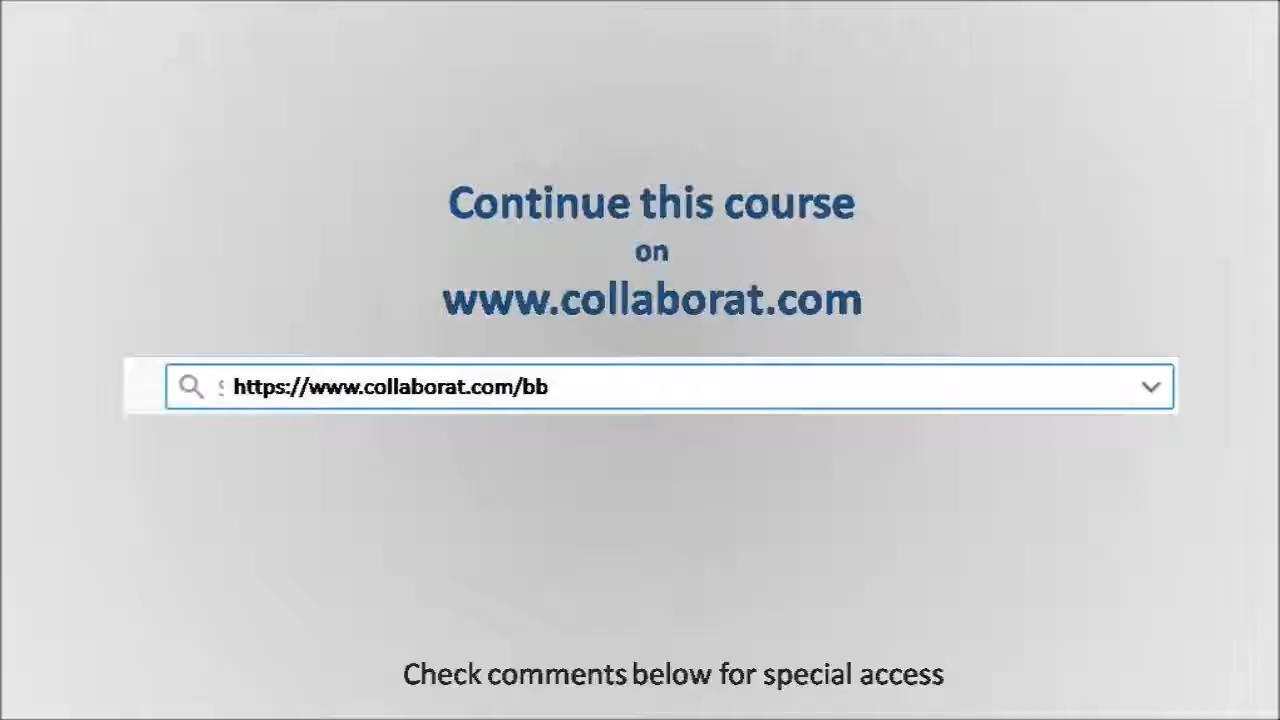 Continue this course
on
www.collaborat.com
https://www.collaborat.com/bb
Check comments below for special access